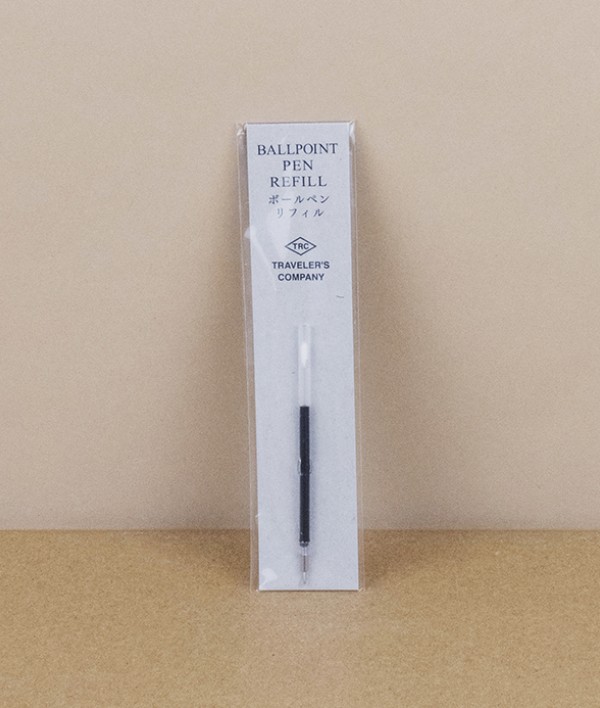 BALLPOINT
PEN
REFILL
ボールペン
リフィル
TRC
TRAVELER'S
COMPANY